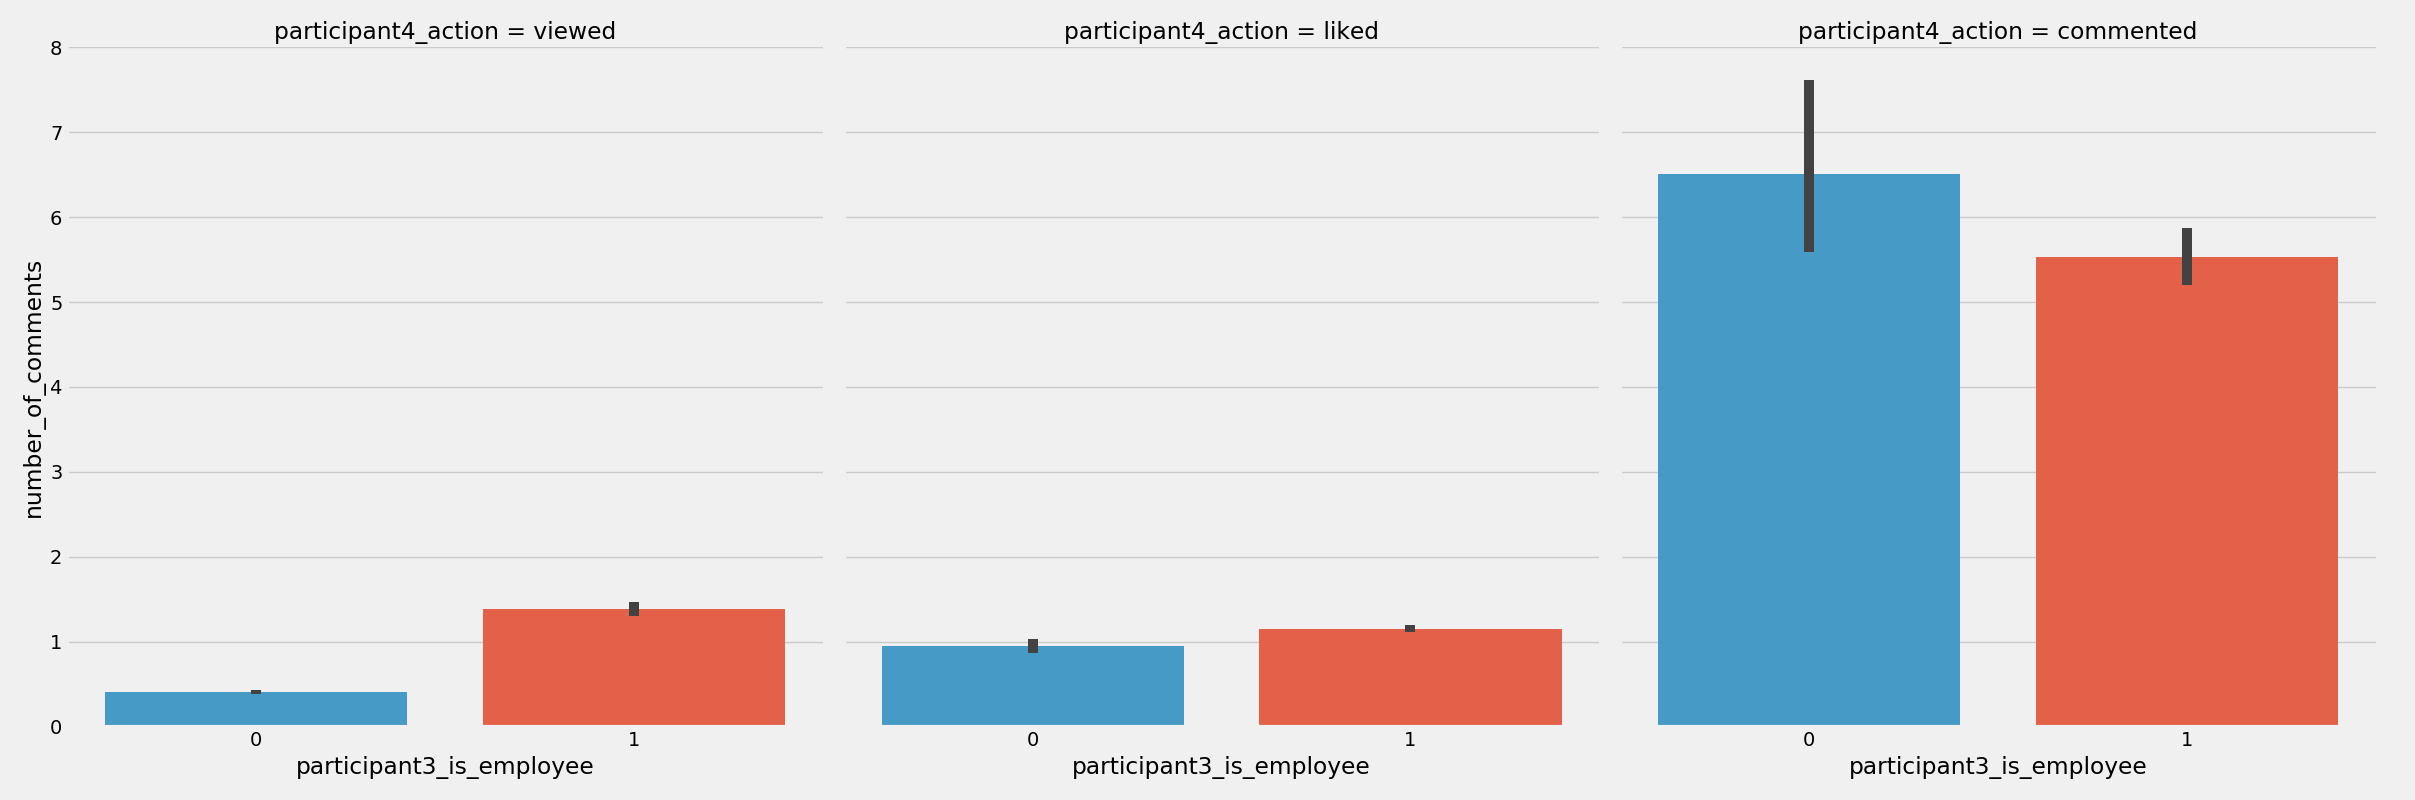 participant4_action = viewed
participant4_action = liked
participant4_action = commented
number_of_comments
8
7
6
5
4
3
2
1
0
0
1
0
1
0
1
participant3_is_employee
participant3_is_employee
participant3_is_employee